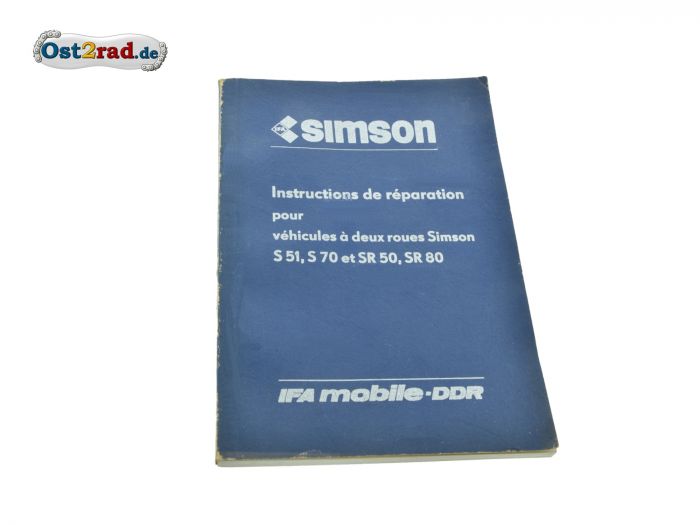 Ost2rad.de
IFA SIMSON
Instructions de réparation
pour
véhicules à deux roues Simson
S 51, S 70 et SR 50, SR 80
IFA mobile-DDR